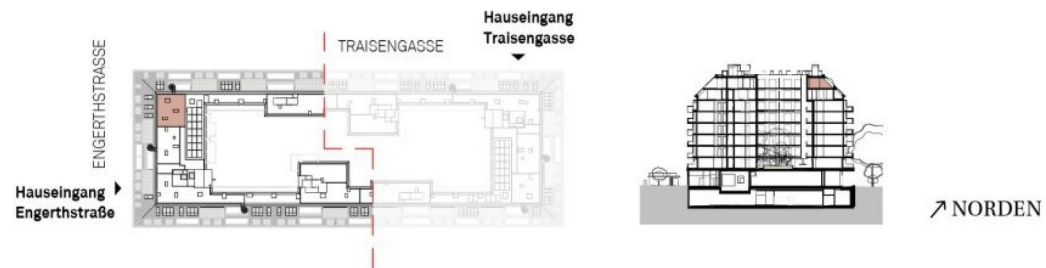 Hauseingang
Traisengasse
TRAISENGASSE
ENGERTHSTRASSE
Hauseingang
Engerthstraße
NORDEN